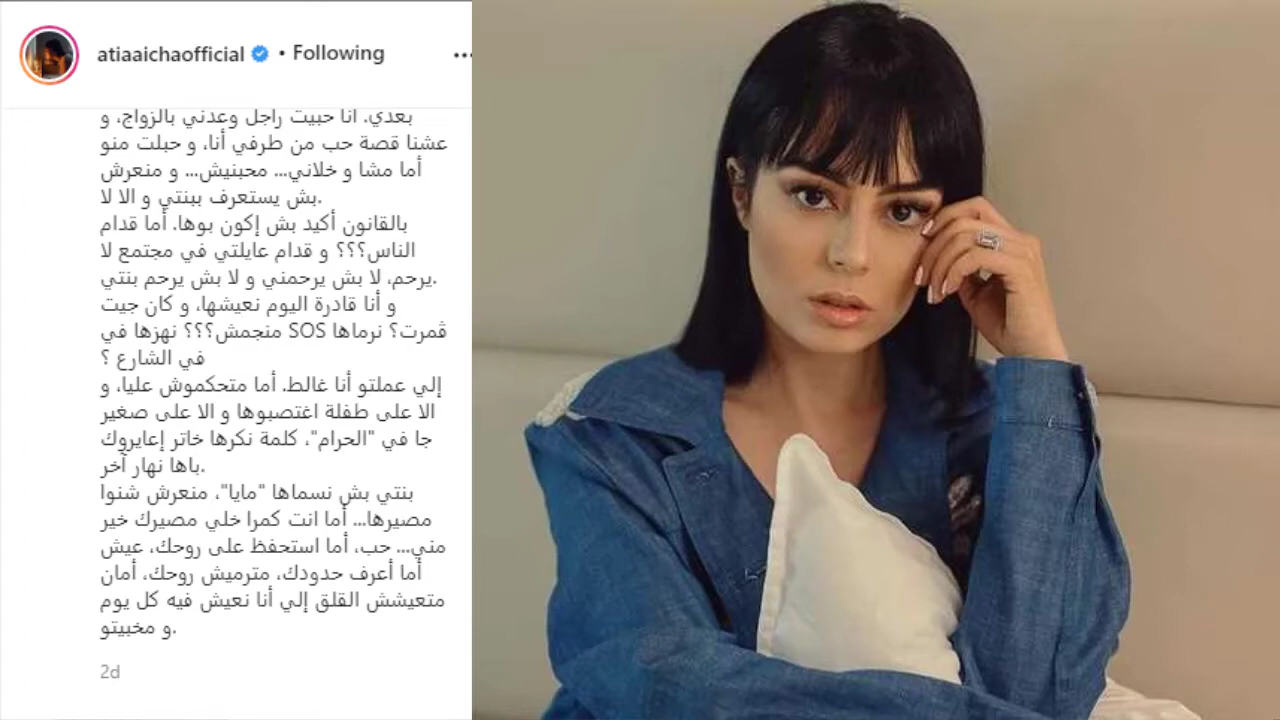 atiaaichaofficial • Following
بعدي. أنا حبيت راجل وعدني بالزواج، و
عشنا قصة حب من طرفي أنا، و حبلت منو
أما مشا و خلاني... محبنيش... و منعرش
بش يستعرف ببنتي و الا لا.
بالقانون أكيد بش إكون بوها. أما قدام
الناس؟؟؟ و قدام عايلتي في مجتمع لا
يرحم، لا بش يرحمني و لا بش يرحم بنتي.
و أنا قادرة اليوم نعيشها، و كان جيت
منجمش؟؟؟ نهزها في SOS ڨمرت؟ نرماها
في الشارع ؟
إلي عملتو أنا غالط. أما متحكموش عليا، و
الا على طفلة اغتصبوها و الا على صغير
جا في "الحرام"، كلمة نكرها خاتر إعايروك
باها نهار آخر.
بنتي بش نسماها "مايا"، منعرش شنوا
مصيرها... أما انت كمرا خلي مصيرك خير
مني... حب، أما استحفظ على روحك، عيش
أما أعرف حدودك، مترميش روحك، أمان
متعيشش القلق إلي أنا نعيش فيه كل يوم
و مخبيتو.
2d